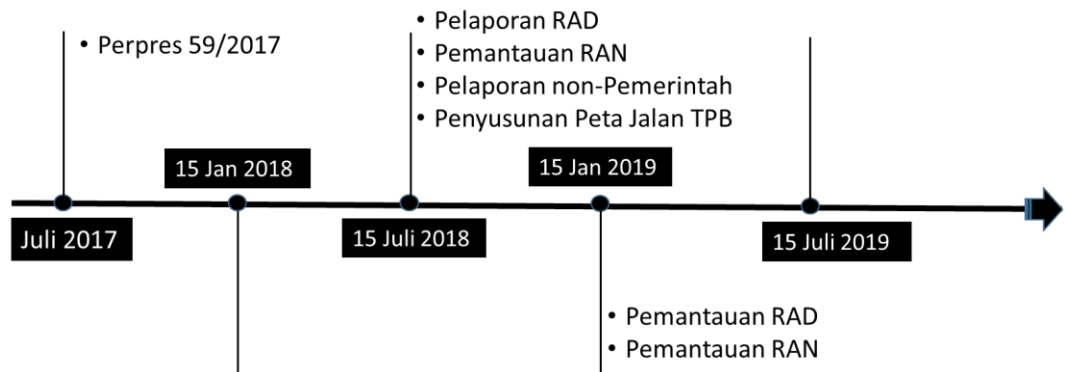 • Perpres 59/2017
• Pelaporan RAD
• Pemantauan RAN
• Pelaporan non-Pemerintah
• Penyusunan Peta Jalan TPB
15 Jan 2018
15 Jan 2019
Juli 2017
15 Juli 2018
15 Juli 2019
• Pemantauan RAD
• Pemantauan RAN